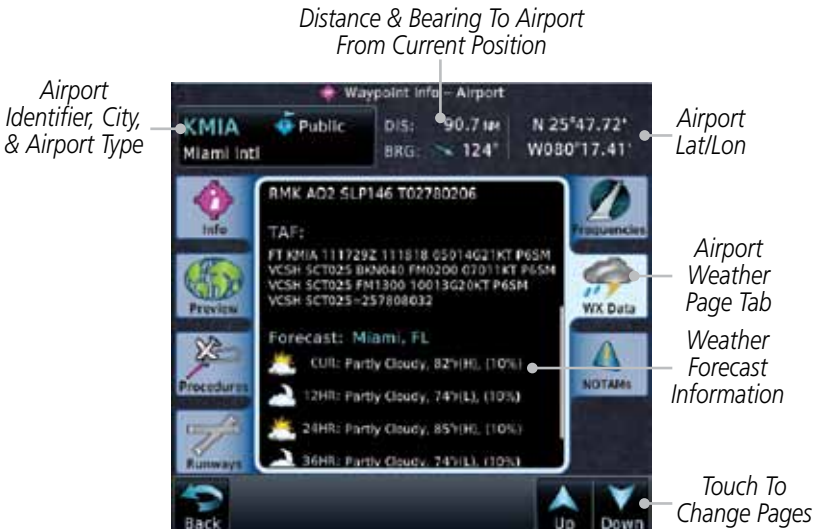 Distance & Bearing To Airport
From Current Position
Airport
Identifier, City,
& Airport Type
Airport
Lat/Lon
Airport
Weather
Page Tab
Weather
Forecast
Information
Touch To
Change Pages
Waypoint Info – Airport
KMIA Public
Miami Intl
DIS: 90.7 NM
BRG: 124°
N 25°47.72'
W080°17.41'
Info
Preview
Procedures
Runways
RMK AO2 SLP146 T02780206
TAF:
FT KMIA 111729Z 111818 05014G21KT P6SM
VCSH SCT025 BKN040 FM0200 07011KT P6SM
VCSH SCT025 FM1300 10013G20KT P6SM
VCSH SCT025=257808032
Forecast: Miami, FL
CUR: Partly Cloudy, 82°F(H), (10%)
12HR: Partly Cloudy, 74°F(L), (10%)
24HR: Partly Cloudy, 85°F(H), (10%)
36HR: Partly Cloudy, 74°F(L), (10%)
Frequencies
WX Data
NOTAMs
Back
Up
Down